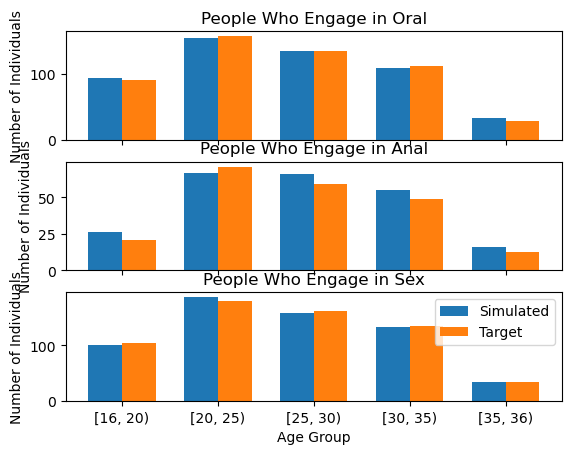 People Who Engage in Oral
Number of Individuals
100
0
People Who Engage in Anal
Number of Individuals
50
25
0
People Who Engage in Sex
Number of Individuals
100
0
Simulated
Target
[16, 20) [20, 25) [25, 30) [30, 35) [35, 36)
Age Group